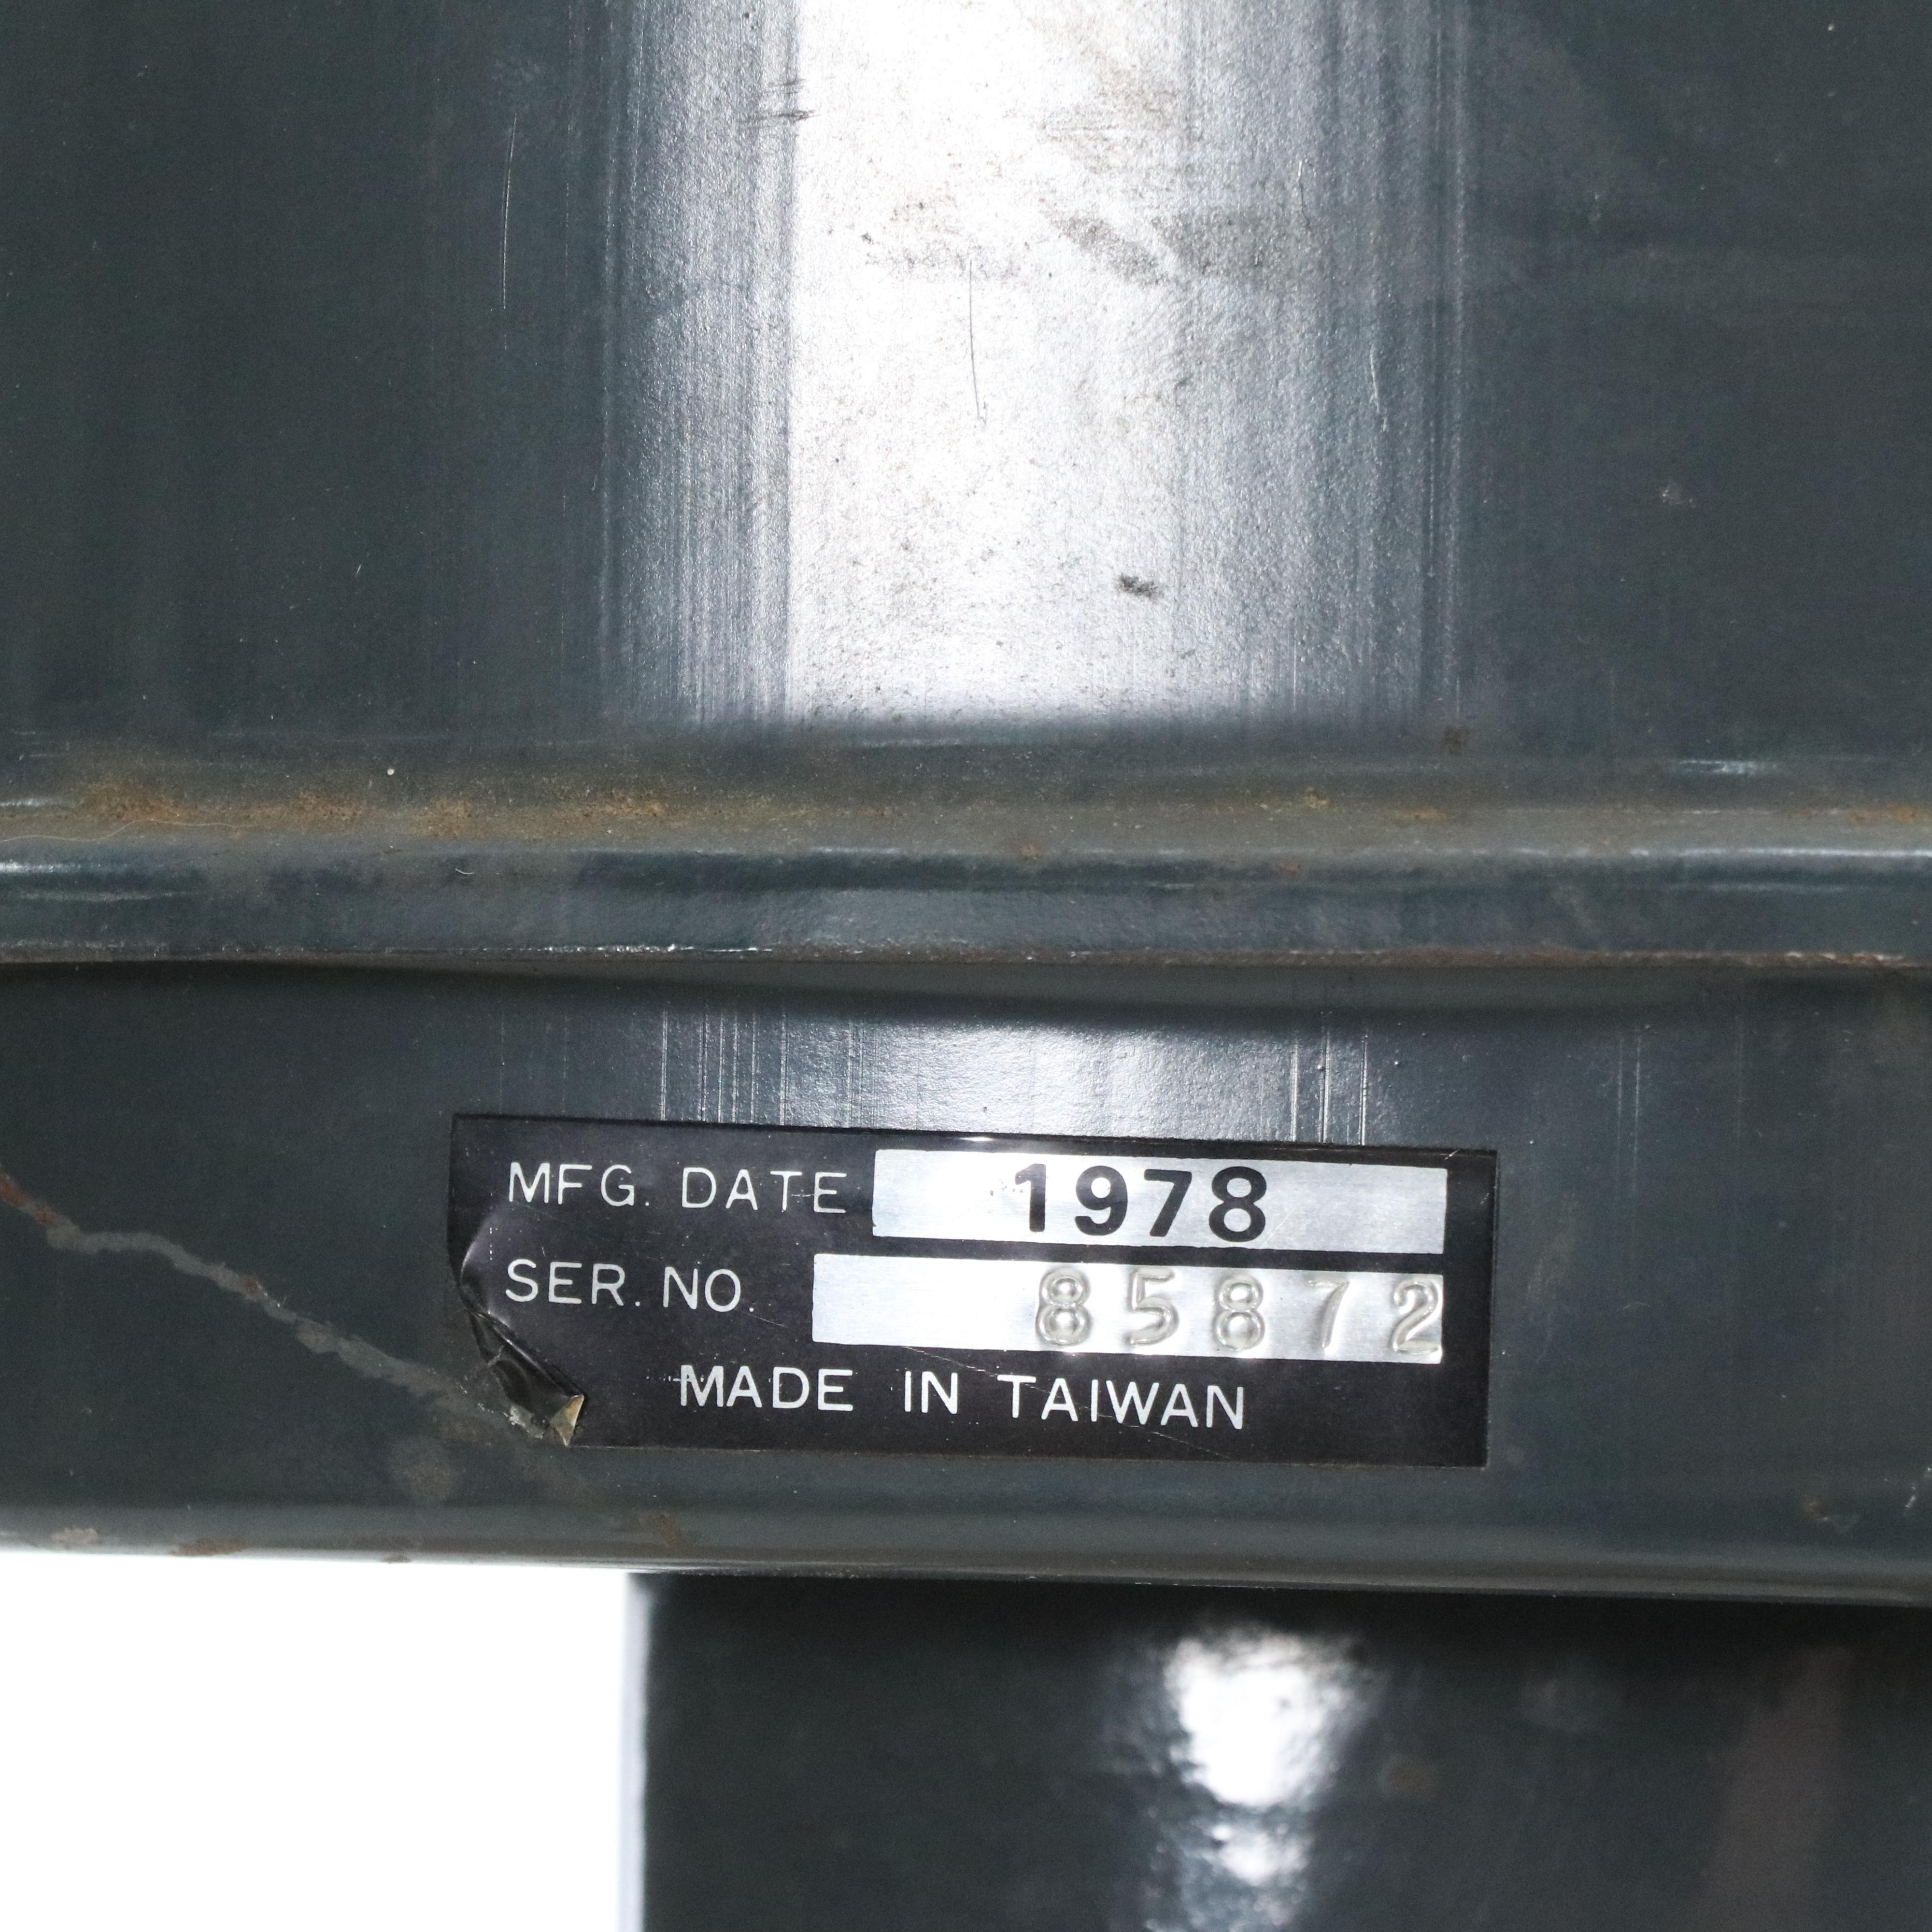 MFG. DATE 1978
SER. NO. 85872
MADE IN TAIWAN